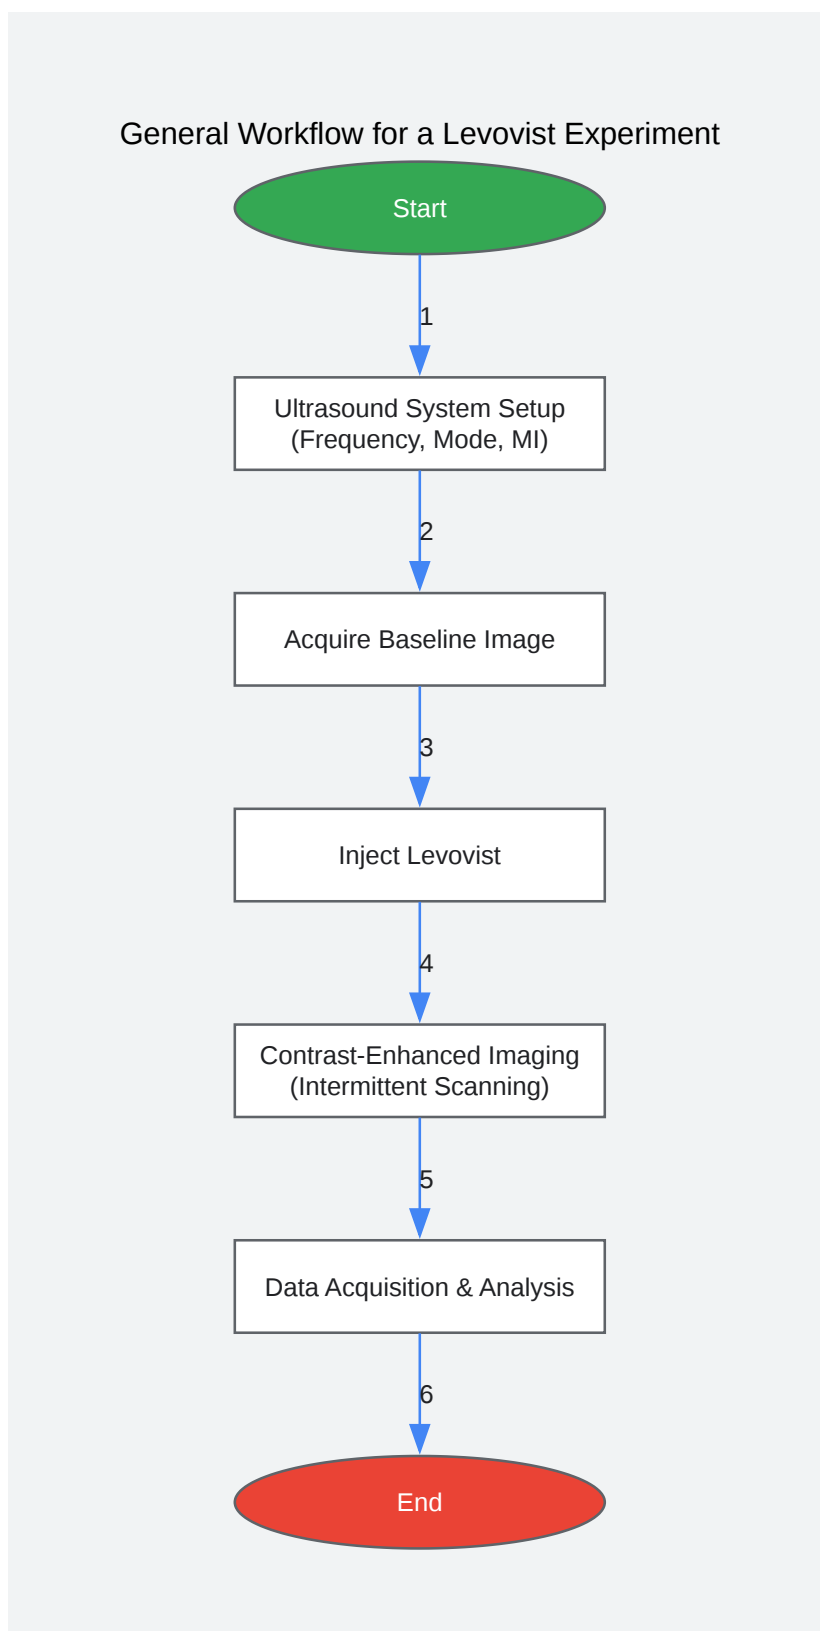 General Workflow for a Levovist Experiment
Start
1
Ultrasound System Setup
(Frequency, Mode, MI)
2
Acquire Baseline Image
3
Inject Levovist
4
Contrast-Enhanced Imaging
(Intermittent Scanning)
5
Data Acquisition & Analysis
6
End